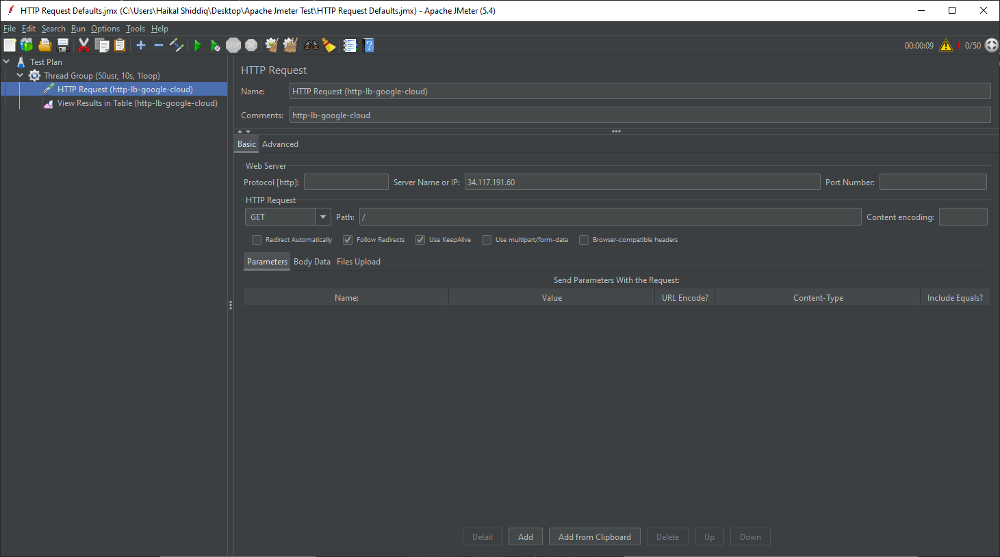 HTTP Request Defaults.jmx (C:\Users\Haikal Shiddiq\Desktop\Apache Jmeter Test\HTTP Request Defaults.jmx) - Apache JMeter (5.4)
File Edit Search Run Options Tools Help
STOP ? 00:00:09 1 0/50
Test Plan
Thread Group (50usr, 10s, 1loop)
HTTP Request (http-lb-google-cloud)
View Results in Table (http-lb-google-cloud)
HTTP Request
Name: HTTP Request (http-lb-google-cloud)
Comments: http-lb-google-cloud
Basic Advanced
Web Server
Protocol [http]: Server Name or IP: 34.117.191.60 Port Number:
HTTP Request
GET Path: / Content encoding:
Redirect Automatically Follow Redirects Use KeepAlive Use multipart/form-data Browser-compatible headers
Parameters Body Data Files Upload
Send Parameters With the Request:
Name: Value URL Encode? Content-Type Include Equals?
Detail Add Add from Clipboard Delete Up Down